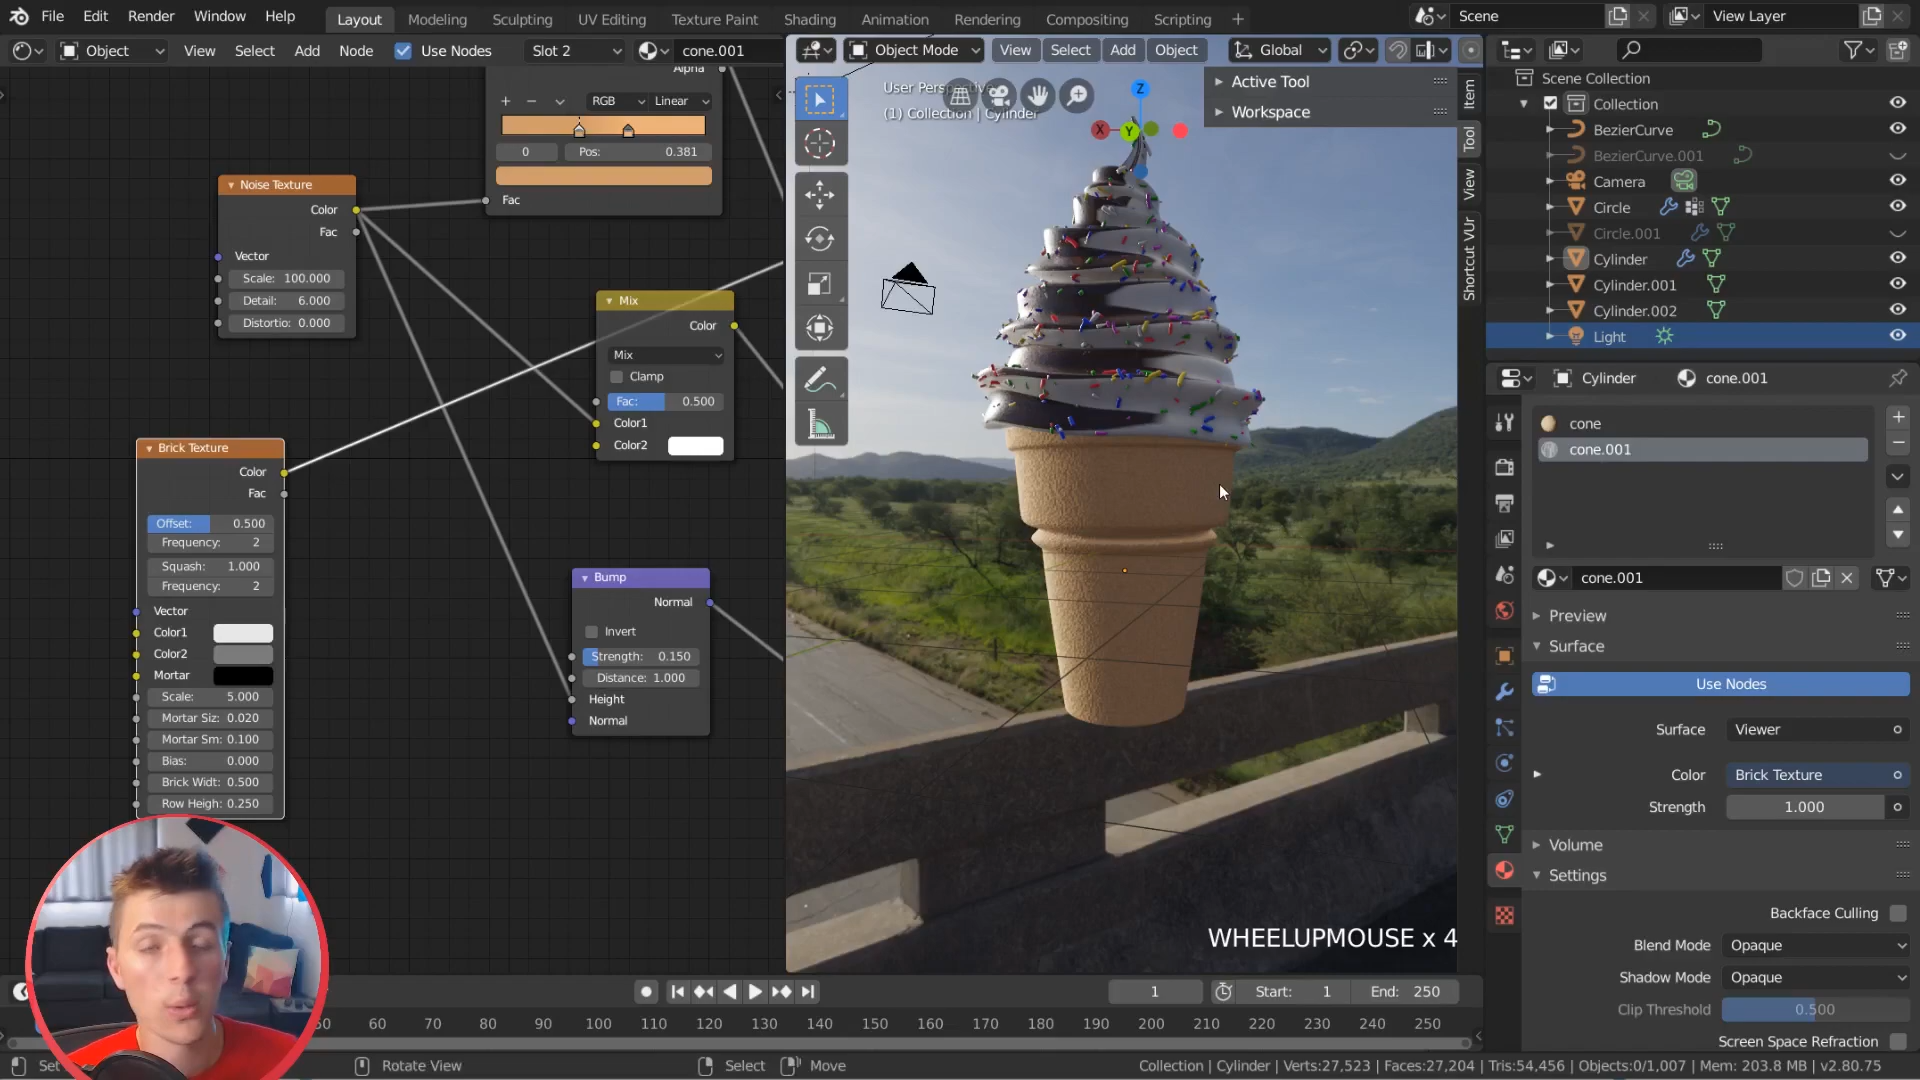 File Edit Render Window Help Layout Modeling Sculpting UV Editing Texture Paint Shading Animation Rendering Compositing Scripting + Scene View Layer
Object View Select Add Node Use Nodes Slot 2 cone.001
Object Mode View Select Add Object Global
User Perspective
(1) Collection | Cylinder
Active Tool
Workspace
Item
Tool
View
Shortcut VUr
X
Y
Z
Alpha
RGB Linear
0 Pos: 0.381
Fac
Noise Texture
Color
Fac
Vector
Scale: 100.000
Detail: 6.000
Distortio: 0.000
Mix
Color
Mix
Clamp
Fac: 0.500
Color1
Color2
Brick Texture
Color
Fac
Offset: 0.500
Frequency: 2
Squash: 1.000
Frequency: 2
Vector
Color1
Color2
Mortar
Scale: 5.000
Mortar Siz: 0.020
Mortar Sm: 0.100
Bias: 0.000
Brick Widt: 0.500
Row Heigh: 0.250
Bump
Normal
Invert
Strength: 0.150
Distance: 1.000
Height
Normal
WHEELUPMOUSE x 4
Scene Collection
Collection
BezierCurve
BezierCurve.001
Camera
Circle
Circle.001
Cylinder
Cylinder.001
Cylinder.002
Light
Cylinder cone.001
cone
cone.001
cone.001
Preview
Surface
Use Nodes
Surface Viewer
Color Brick Texture
Strength 1.000
Volume
Settings
Backface Culling
Blend Mode Opaque
Shadow Mode Opaque
Clip Threshold 0.500
Screen Space Refraction
1 Start: 1 End: 250
50 60 70 80 90 100 110 120 130 140 150 160 170 180 190 200 210 220 230 240 250
Set Rotate View Select Move
Collection | Cylinder | Verts:27,523 | Faces:27,204 | Tris:54,456 | Objects:0/1,007 | Mem: 203.8 MB | v2.80.75